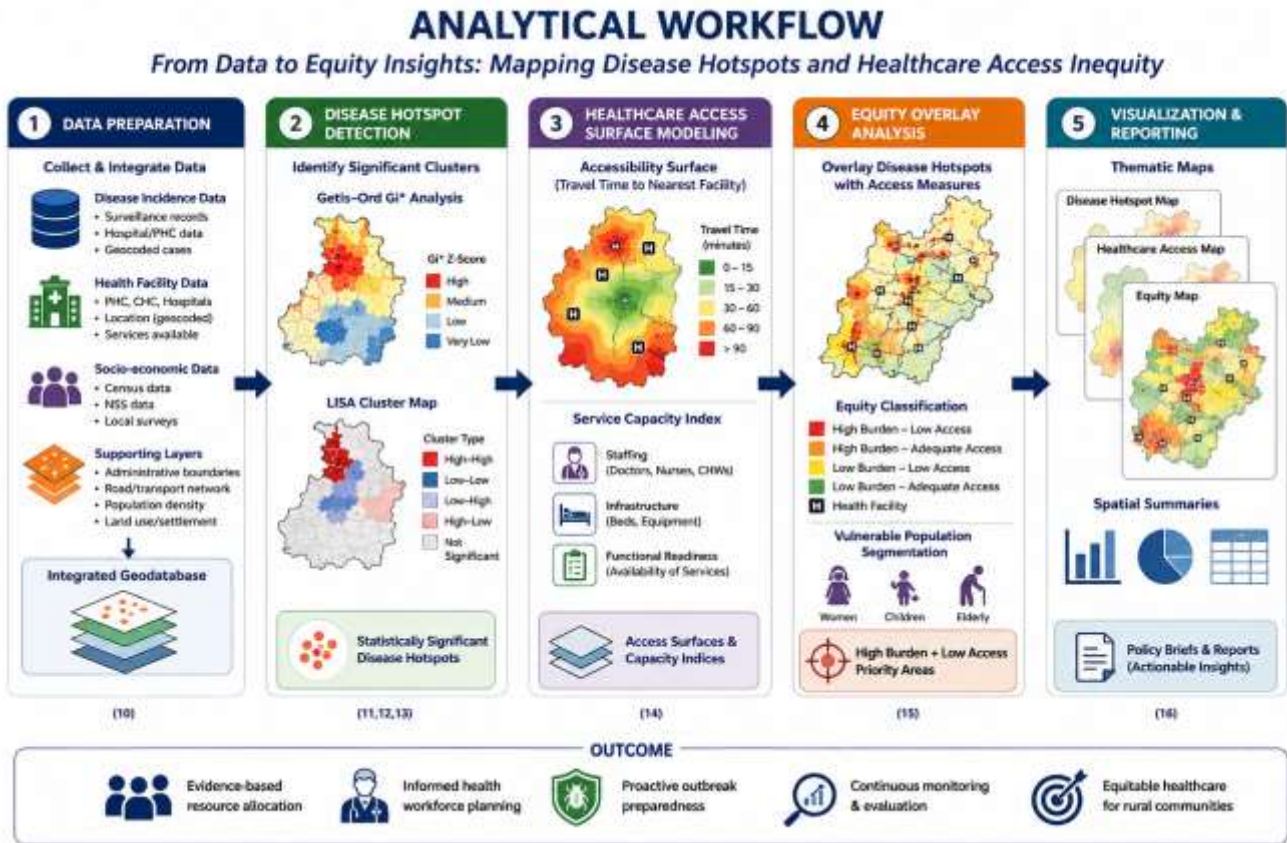 ANALYTICAL WORKFLOW
From Data to Equity Insights: Mapping Disease Hotspots and Healthcare Access Inequity
1 DATA PREPARATION
Collect & Integrate Data
Disease Incidence Data
• Surveillance records
• Hospital/PHC data
• Geocoded cases
Health Facility Data
• PHC, CHC, Hospitals
• Location (geocoded)
• Services available
Socio-economic Data
• Census data
• NSS data
• Local surveys
Supporting Layers
• Administrative boundaries
• Road/transport network
• Population density
• Land use/settlement
Integrated Geodatabase
(10)
2 DISEASE HOTSPOT
DETECTION
Identify Significant Clusters
Getis-Ord Gi* Analysis
Gi* Z-Score
High
Medium
Low
Very Low
LISA Cluster Map
Cluster Type
High-High
Low-Low
Low-High
High-Low
Not
Significant
Statistically Significant
Disease Hotspots
(11,12,13)
3 HEALTHCARE ACCESS
SURFACE MODELING
Accessibility Surface
(Travel Time to Nearest Facility)
Travel Time
(minutes)
0 – 15
15 – 30
30 – 60
60 – 90
> 90
H
H
H
H
H
Service Capacity Index
Staffing
(Doctors, Nurses, CHWs)
Infrastructure
(Beds, Equipment)
Functional Readiness
(Availability of Services)
Access Surfaces &
Capacity Indices
(14)
4 EQUITY OVERLAY
ANALYSIS
Overlay Disease Hotspots
with Access Measures
Equity Classification
High Burden – Low Access
High Burden – Adequate Access
Low Burden – Low Access
Low Burden – Adequate Access
H Health Facility
Vulnerable Population
Segmentation
Women Children Elderly
High Burden + Low Access
Priority Areas
(15)
5 VISUALIZATION &
REPORTING
Thematic Maps
Disease Hotspot Map
Healthcare Access Map
Equity Map
Spatial Summaries
Policy Briefs & Reports
(Actionable Insights)
(16)
OUTCOME
Evidence-based
resource allocation
Informed health
workforce planning
Proactive outbreak
preparedness
Continuous monitoring
& evaluation
Equitable healthcare
for rural communities